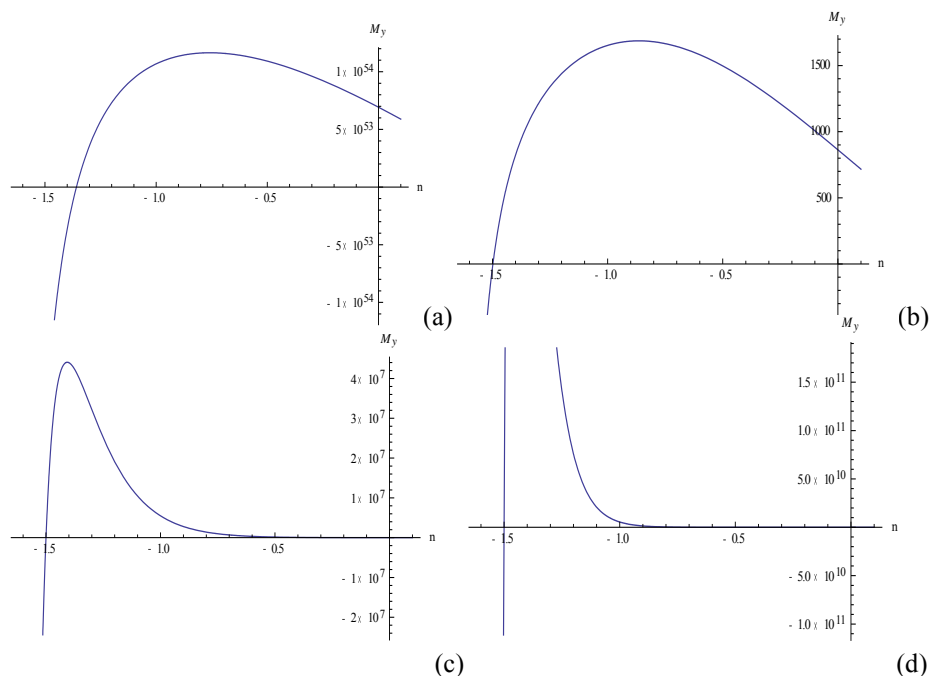 M y
1× 10^54
5× 10^53
- 1.5 - 1.0 - 0.5 n
- 5× 10^53
- 1× 10^54
(a)
M y
1500
1000
500
- 1.5 - 1.0 - 0.5 n
(b)
M y
4× 10^7
3× 10^7
2× 10^7
1× 10^7
- 1.5 - 1.0 - 0.5 n
- 1× 10^7
- 2× 10^7
(c)
M y
1.5× 10^11
1.0× 10^11
5.0× 10^10
- 1.5 - 1.0 - 0.5 n
- 5.0× 10^10
- 1.0× 10^11
(d)